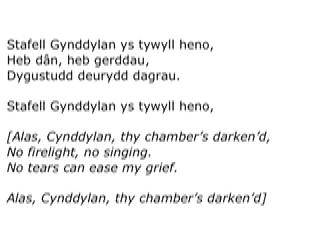 Stafell Gynddylan ys tywyll heno,
Heb dân, heb gerddau,
Dygustudd deurydd dagrau.
Stafell Gynddylan ys tywyll heno,
[Alas, Cynddylan, thy chamber's darken'd,
No firelight, no singing.
No tears can ease my grief.
Alas, Cynddylan, thy chamber's darken'd]